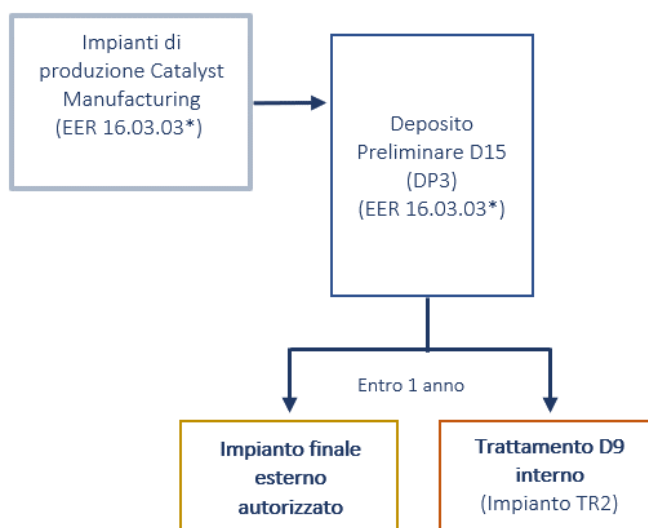 Impianti di
produzione Catalyst
Manufacturing
(EER 16.03.03*)
Deposito
Preliminare D15
(DP3)
(EER 16.03.03*)
Entro 1 anno
Impianto finale
esterno
autorizzato
Trattamento D9
interno
(Impianto TR2)